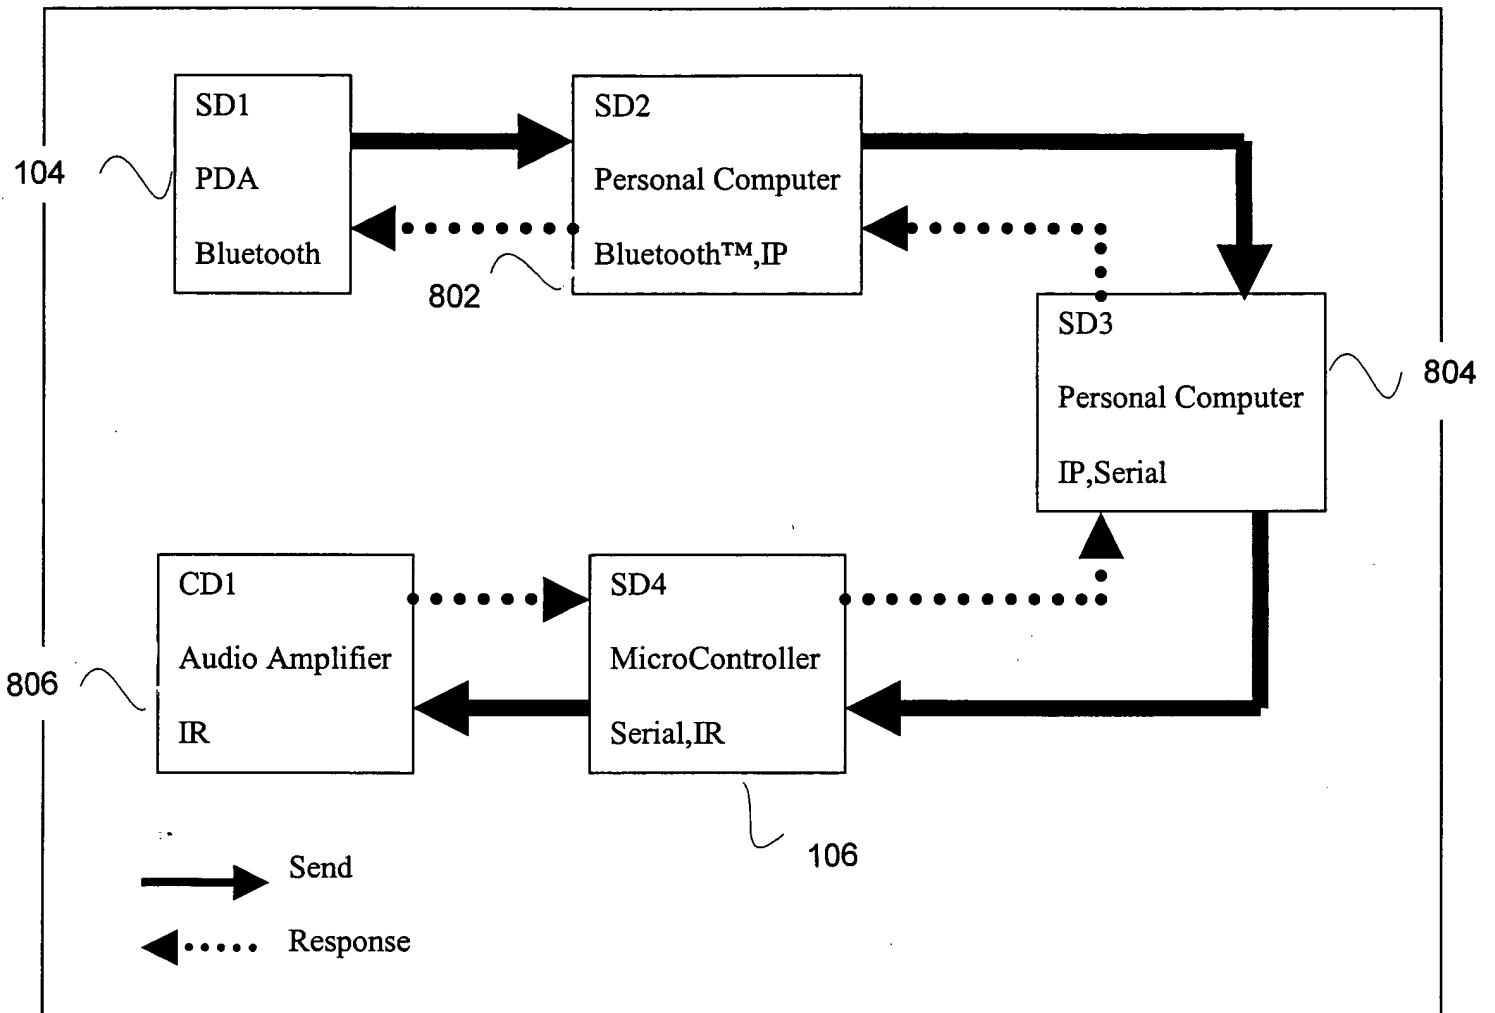 SD1
PDA
Bluetooth
104
SD2
Personal Computer
Bluetooth™,IP
802
SD3
Personal Computer
IP,Serial
804
CD1
Audio Amplifier
IR
806
SD4
MicroController
Serial,IR
106
Send
Response